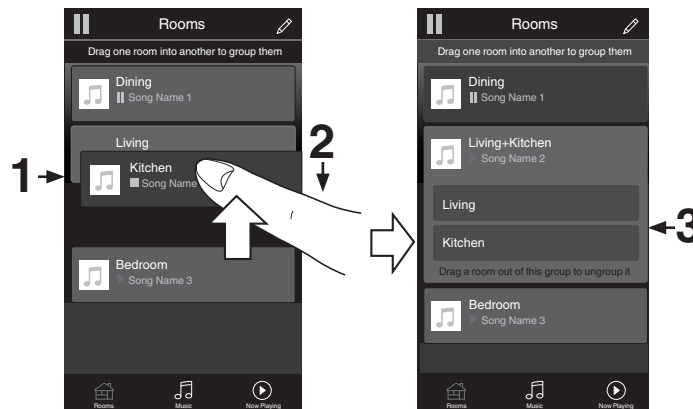 Rooms
Drag one room into another to group them
Dining
Song Name 1
Living
Kitchen
Song Name
Bedroom
Song Name 3
Rooms
Music
Now Playing
1
2
Rooms
Drag one room into another to group them
Dining
Song Name 1
Living+Kitchen
Song Name 2
Living
Kitchen
Drag a room out of this group to ungroup it
Bedroom
Song Name 3
Rooms
Music
Now Playing
3